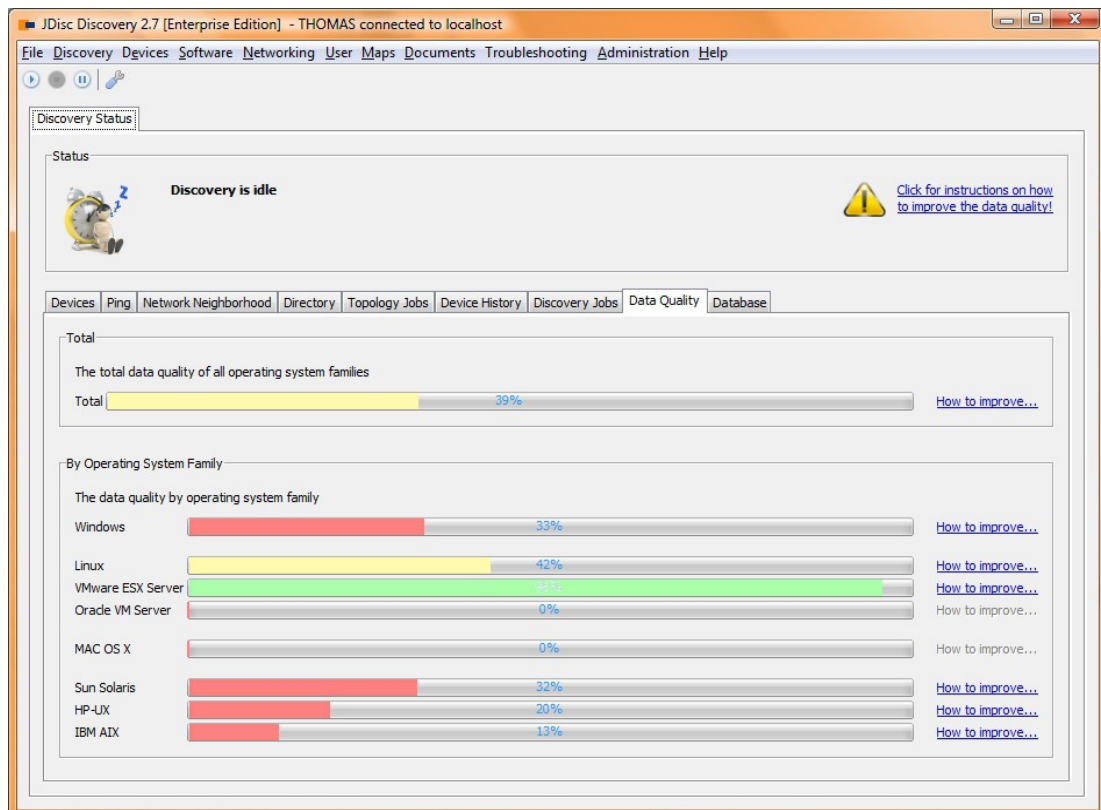 JDisc Discovery 2.7 [Enterprise Edition] - THOMAS connected to localhost
File Discovery Devices Software Networking User Maps Documents Troubleshooting Administration Help
Discovery Status
Status
Discovery is idle
Click for instructions on how
to improve the data quality!
Devices Ping Network Neighborhood Directory Topology Jobs Device History Discovery Jobs Data Quality Database
Total
The total data quality of all operating system families
Total 39% How to improve...
By Operating System Family
The data quality by operating system family
Windows 33% How to improve...
Linux 42% How to improve...
VMware ESX Server How to improve...
Oracle VM Server 0% How to improve...
MAC OS X 0% How to improve...
Sun Solaris 32% How to improve...
HP-UX 20% How to improve...
IBM AIX 13% How to improve...